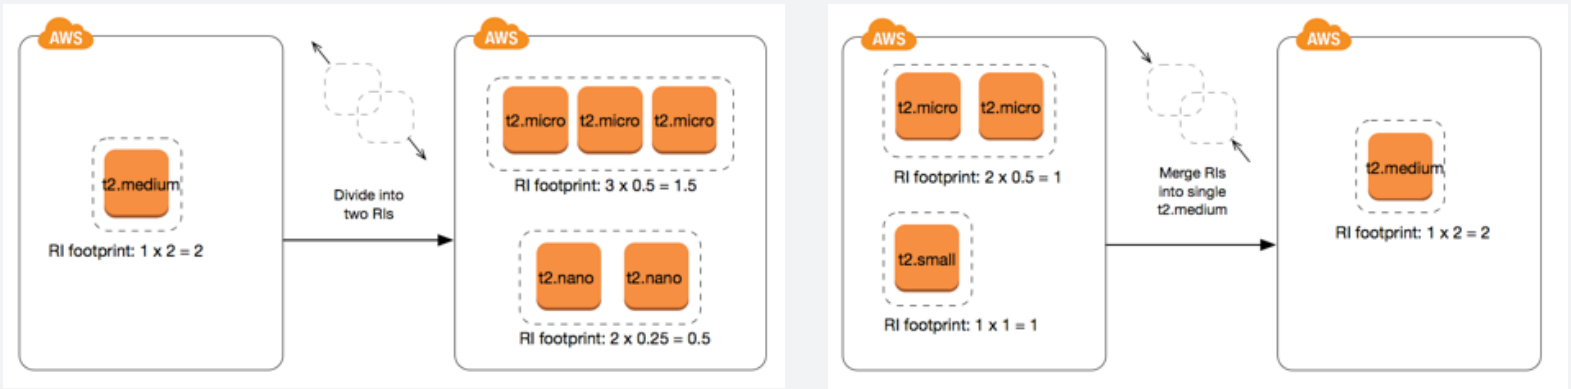 AWS
t2.medium
RI footprint: 1 x 2 = 2
Divide into
two RIs
AWS
t2.micro t2.micro t2.micro
RI footprint: 3 x 0.5 = 1.5
t2.nano t2.nano
RI footprint: 2 x 0.25 = 0.5
AWS
t2.micro t2.micro
RI footprint: 2 x 0.5 = 1
t2.small
RI footprint: 1 x 1 = 1
Merge RIs
into single
t2.medium
AWS
t2.medium
RI footprint: 1 x 2 = 2